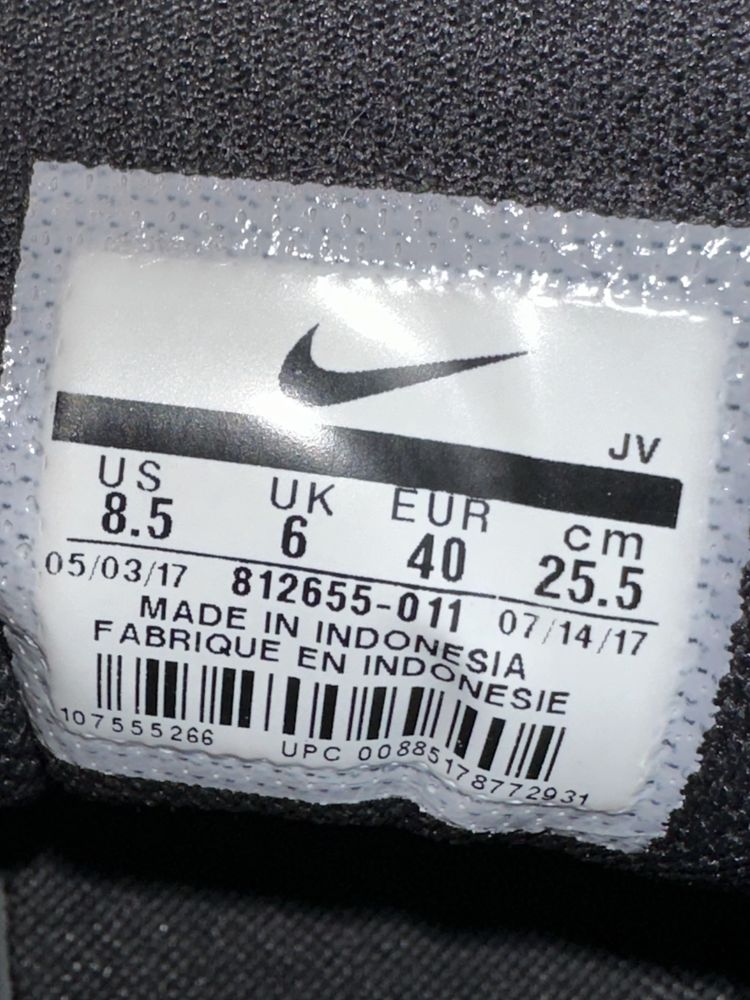 JV
US UK EUR cm
8.5 6 40 25.5
05/03/17 812655-011 07/14/17
MADE IN INDONESIA
FABRIQUE EN INDONESIE
107555266 UPC 00885178772931